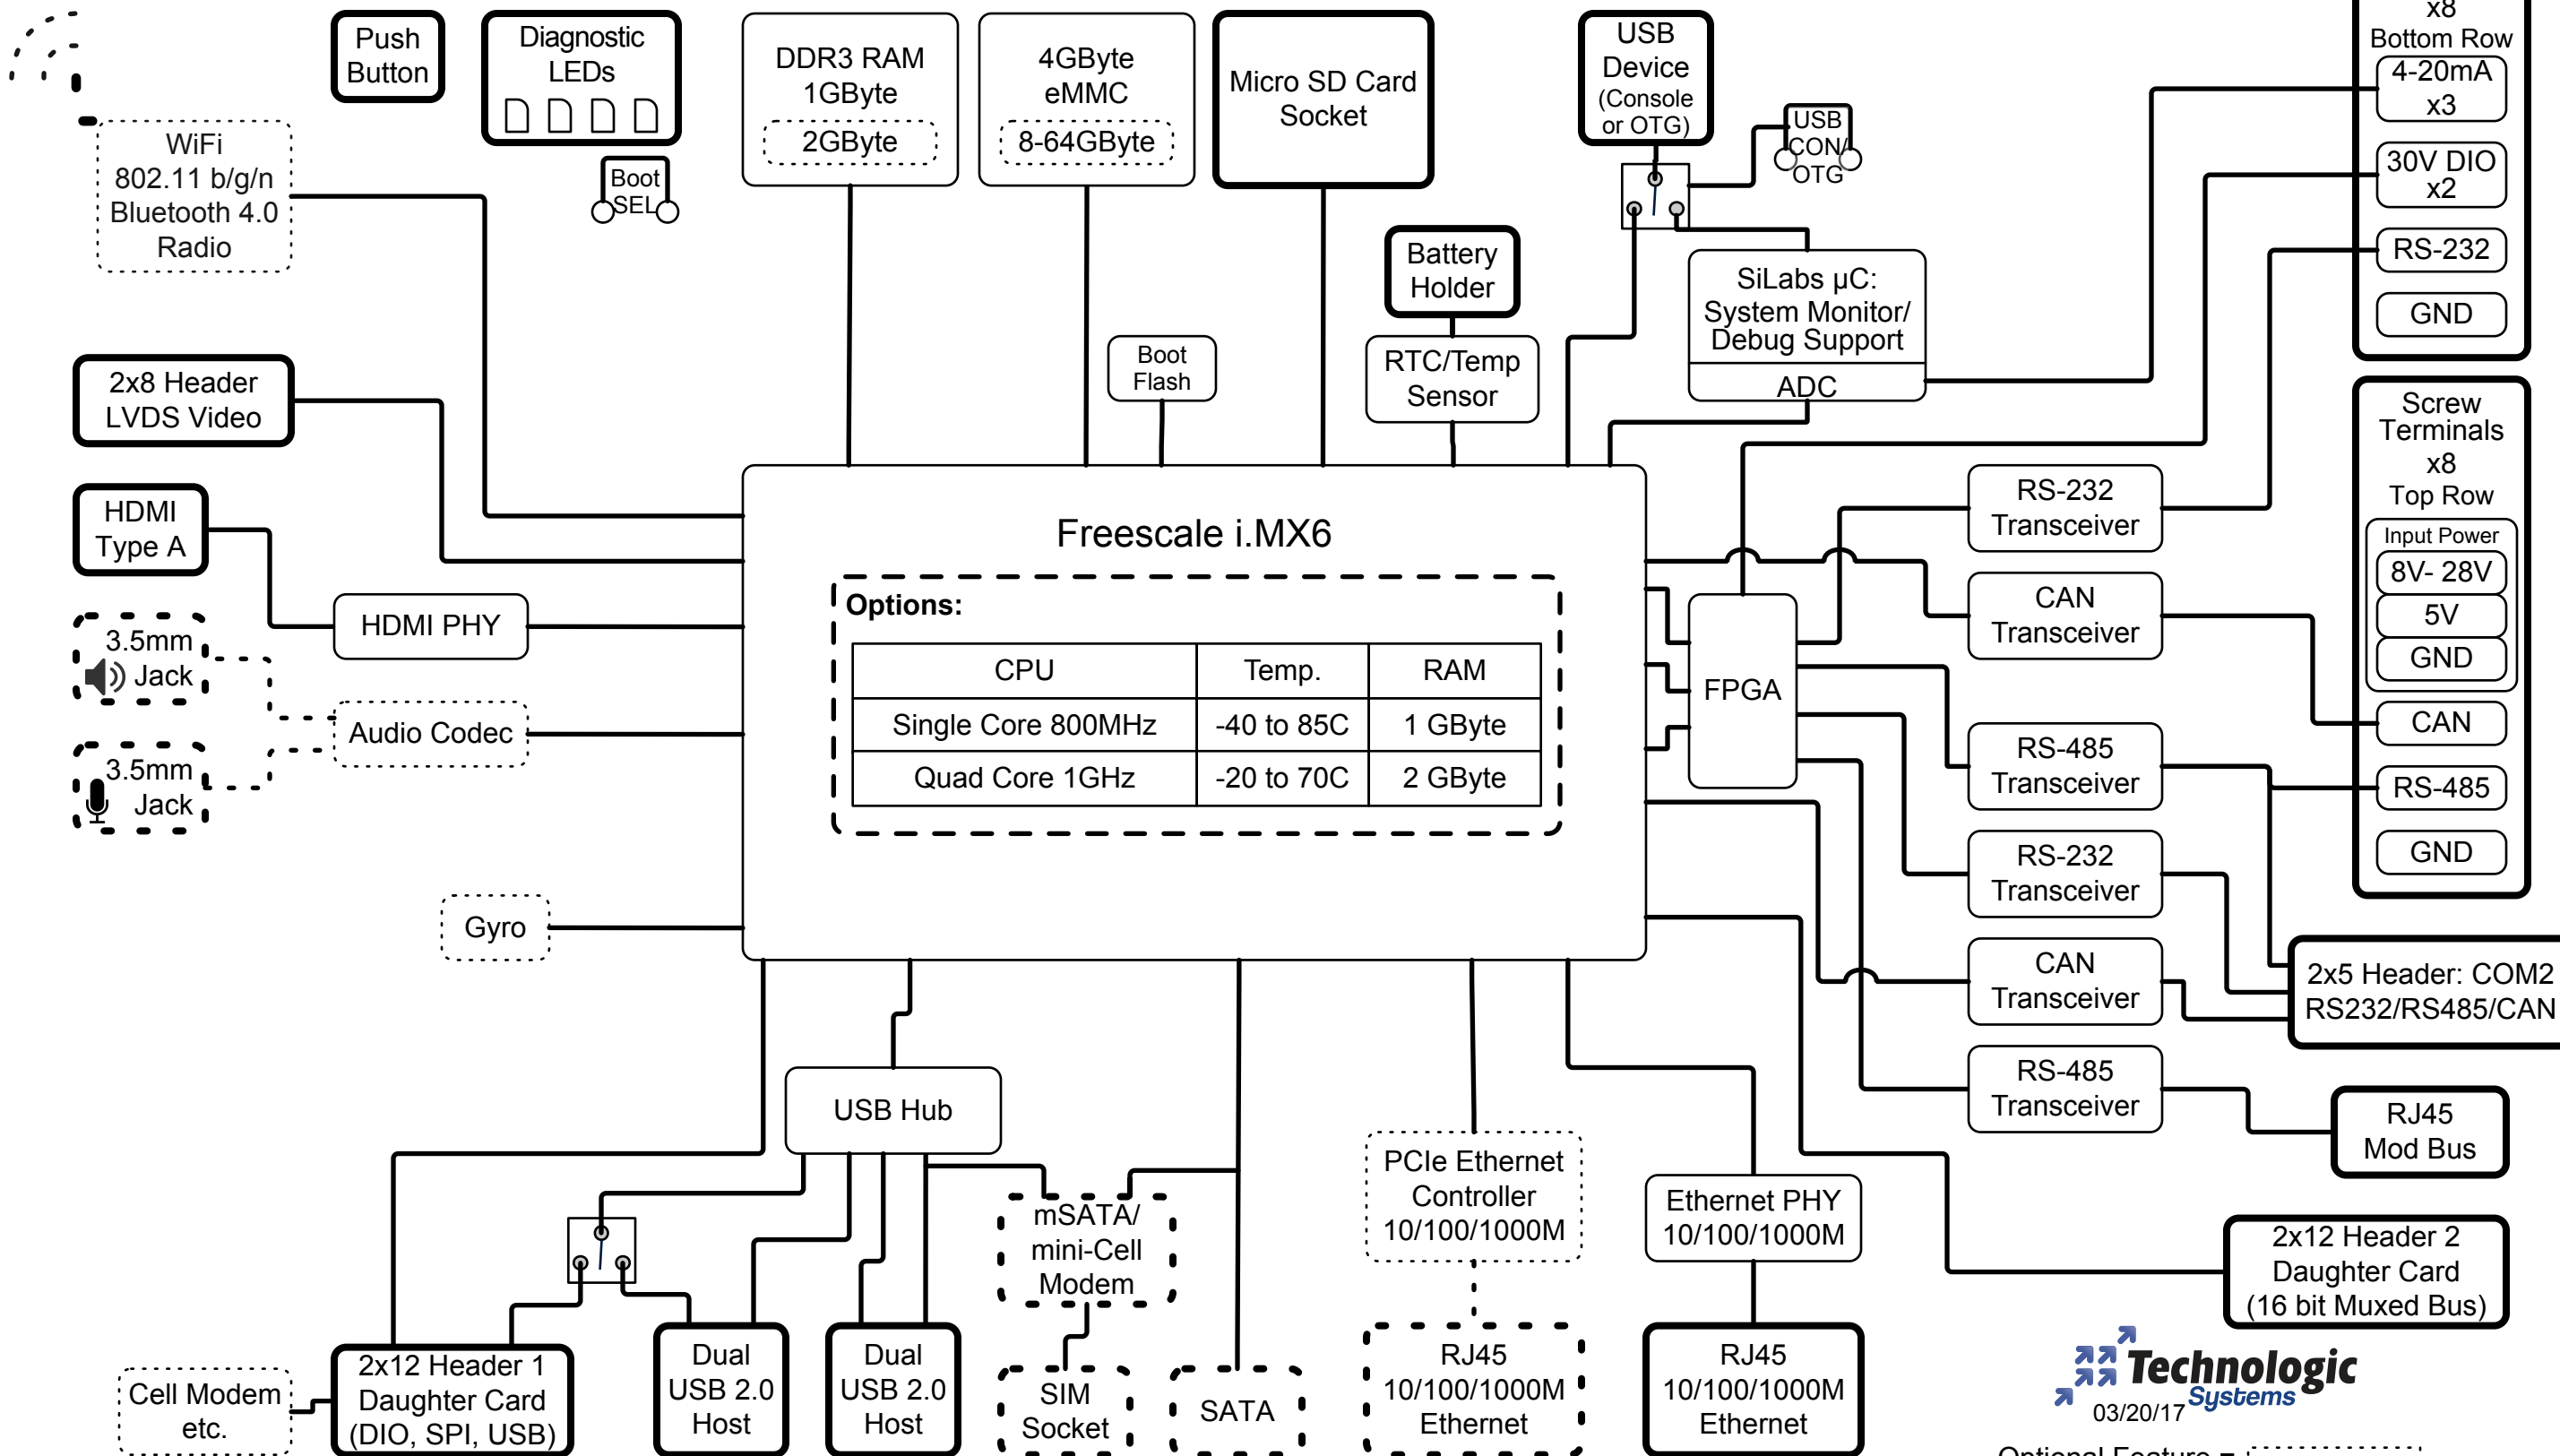 Push
Button
Diagnostic
LEDs
Boot
SEL
DDR3 RAM
1GByte
2GByte
4GByte
eMMC
8-64GByte
Micro SD Card
Socket
USB
Device
(Console
or OTG)
USB
CON/
OTG
x8
Bottom Row
4-20mA
x3
30V DIO
x2
RS-232
GND
WiFi
802.11 b/g/n
Bluetooth 4.0
Radio
Battery
Holder
SiLabs µC:
System Monitor/
Debug Support
ADC
Boot
Flash
RTC/Temp
Sensor
2x8 Header
LVDS Video
HDMI
Type A
HDMI PHY
3.5mm
Jack
Audio Codec
3.5mm
Jack
Gyro
Freescale i.MX6
Options:
CPU Temp. RAM
Single Core 800MHz -40 to 85C 1 GByte
Quad Core 1GHz -20 to 70C 2 GByte
FPGA
RS-232
Transceiver
CAN
Transceiver
RS-485
Transceiver
RS-232
Transceiver
CAN
Transceiver
RS-485
Transceiver
Screw
Terminals
x8
Top Row
Input Power
8V- 28V
5V
GND
CAN
RS-485
GND
2x5 Header: COM2
RS232/RS485/CAN
RJ45
Mod Bus
2x12 Header 2
Daughter Card
(16 bit Muxed Bus)
USB Hub
mSATA/
mini-Cell
Modem
PCIe Ethernet
Controller
10/100/1000M
Ethernet PHY
10/100/1000M
Cell Modem
etc.
2x12 Header 1
Daughter Card
(DIO, SPI, USB)
Dual
USB 2.0
Host
Dual
USB 2.0
Host
SIM
Socket
SATA
RJ45
10/100/1000M
Ethernet
RJ45
10/100/1000M
Ethernet
Technologic
Systems
03/20/17
Optional Feature =